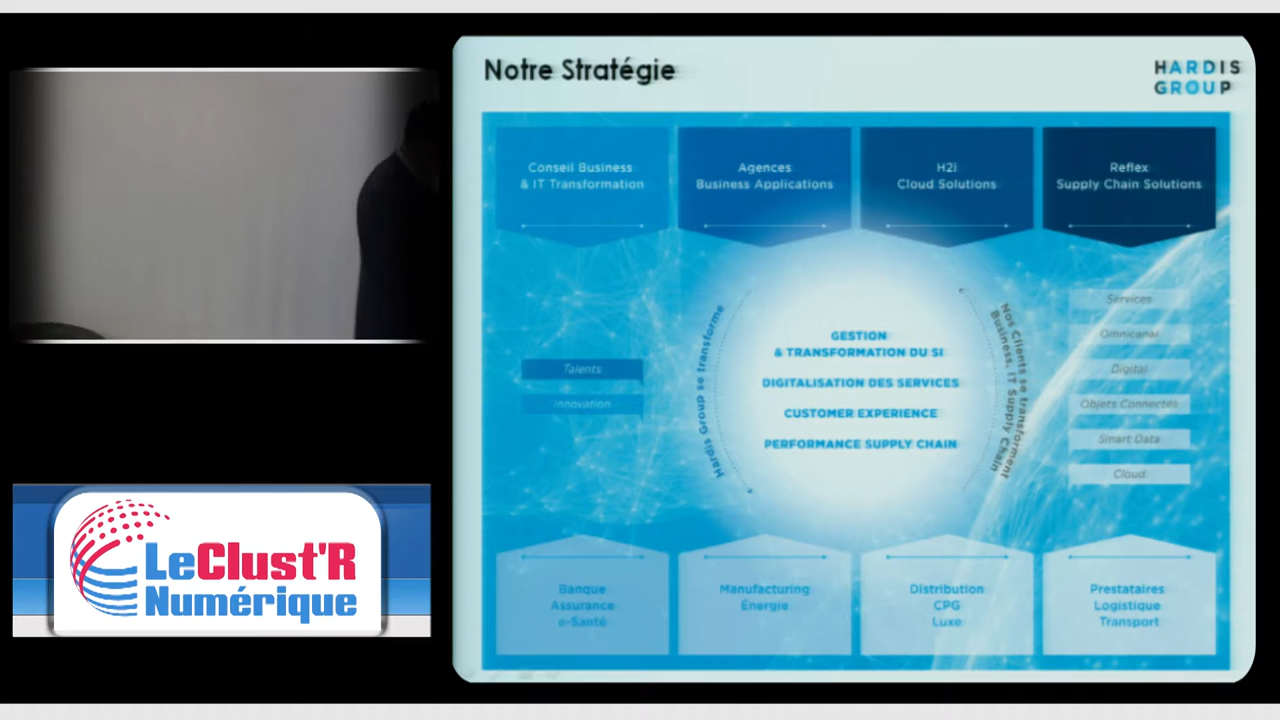 Notre Stratégie
HARDIS
GROUP
Conseil Business
& IT Transformation
Agences
Business Applications
H2i
Cloud Solutions
Reflex
Supply Chain Solutions
Hardis Group se transforme
GESTION
& TRANSFORMATION DU SI
DIGITALISATION DES SERVICES
CUSTOMER EXPERIENCE
PERFORMANCE SUPPLY CHAIN
Nos Clients se transforment
Business, IT Supply Chain
Talents
Innovation
Services
Omnicanal
Digital
Objets Connectés
Smart Data
Cloud
Banque
Assurance
e-Santé
Manufacturing
Énergie
Distribution
CPG
Luxe
Prestataires
Logistique
Transport
LeClust'R
Numérique